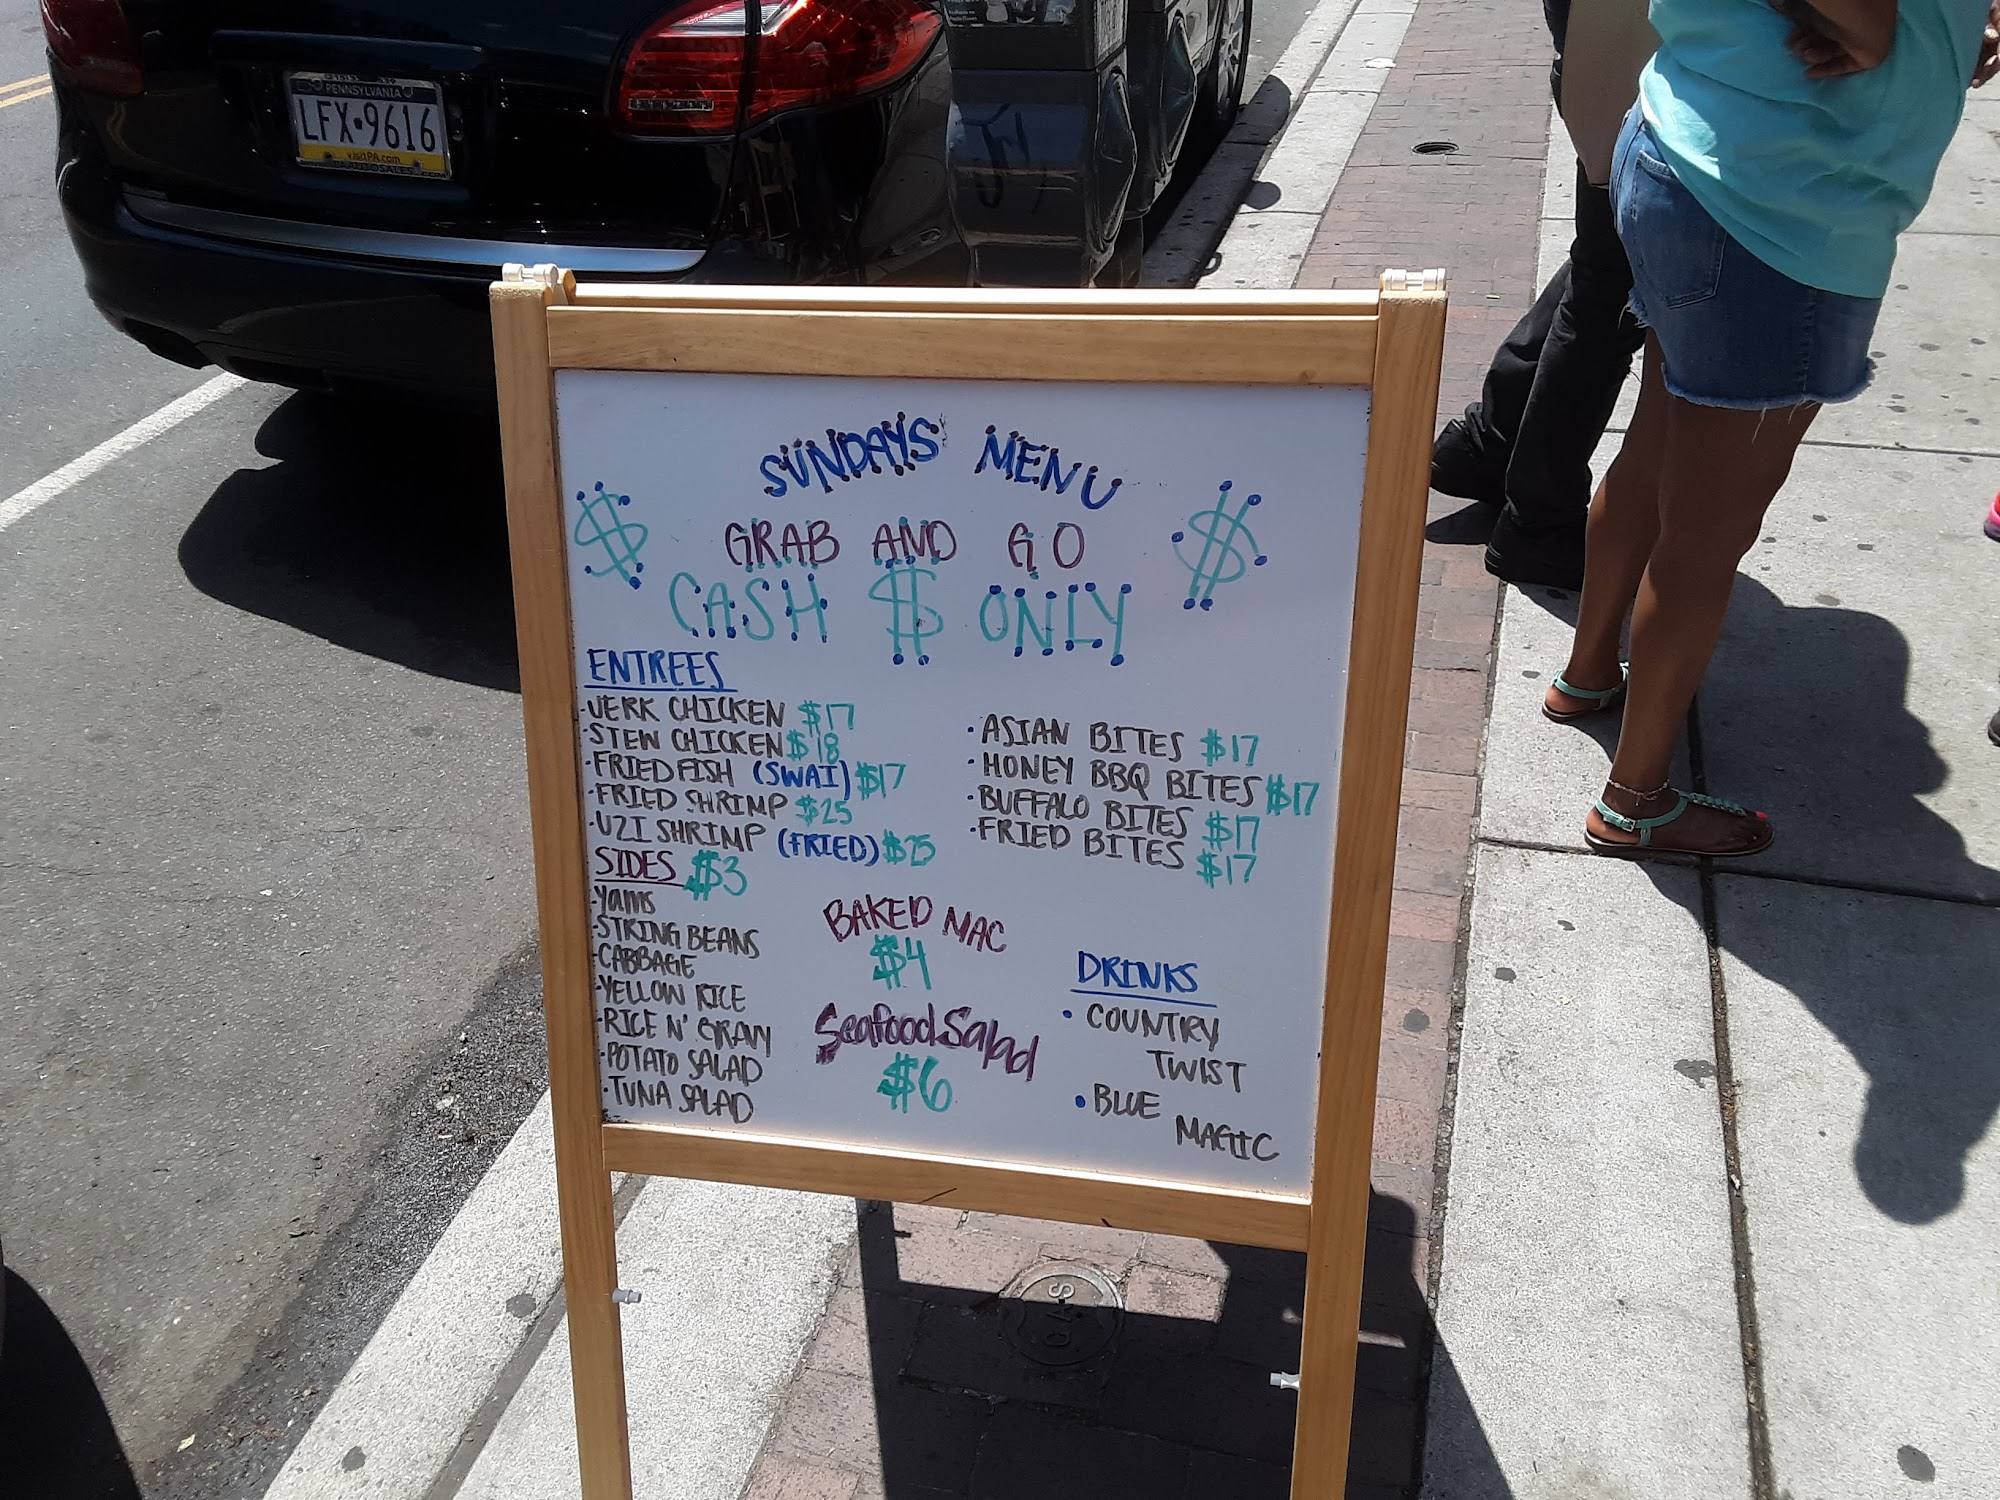 PENNSYLVANIA
LFX•9616
visitPA.com
SUNDAYS MENU
GRAB AND GO
CASH $ ONLY
$ $
ENTREES
·JERK CHICKEN $17
·STEW CHICKEN $18
·FRIED FISH (SWAI) $17
·FRIED SHRIMP $25
·UZI SHRIMP (FRIED) $25
·ASIAN BITES $17
·HONEY BBQ BITES $17
·BUFFALO BITES $17
·FRIED BITES $17
SIDES $3
·Yams
·STRING BEANS
·CABBAGE
·YELLOW RICE
·RICE N' GRAVY
·POTATO SALAD
·TUNA SALAD
BAKED MAC
$4
Seafood Salad
$6
DRINKS
• COUNTRY
TWIST
• BLUE
MAGIC
GAS